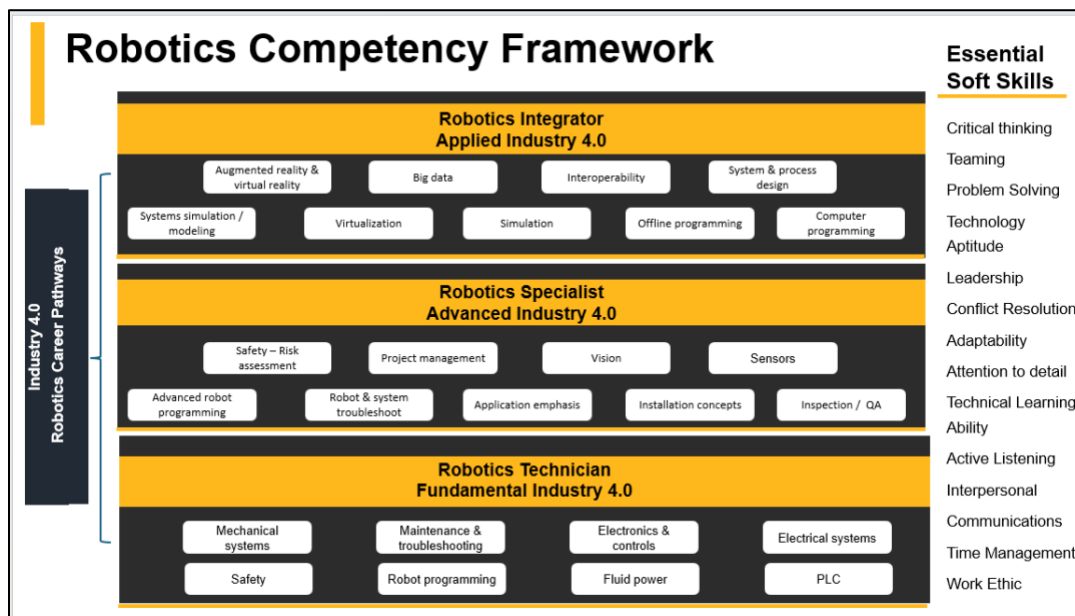 Robotics Competency Framework
Essential
Soft Skills
Robotics Integrator
Applied Industry 4.0
Augmented reality &
virtual reality
Big data
Interoperability
System & process
design
Systems simulation /
modeling
Virtualization
Simulation
Offline programming
Computer
programming
Robotics Specialist
Advanced Industry 4.0
Safety – Risk
assessment
Project management
Vision
Sensors
Advanced robot
programming
Robot & system
troubleshoot
Application emphasis
Installation concepts
Inspection / QA
Robotics Technician
Fundamental Industry 4.0
Mechanical
systems
Maintenance &
troubleshooting
Electronics &
controls
Electrical systems
Safety
Robot programming
Fluid power
PLC
Industry 4.0
Robotics Career Pathways
Critical thinking
Teaming
Problem Solving
Technology
Aptitude
Leadership
Conflict Resolution
Adaptability
Attention to detail
Technical Learning
Ability
Active Listening
Interpersonal
Communications
Time Management
Work Ethic